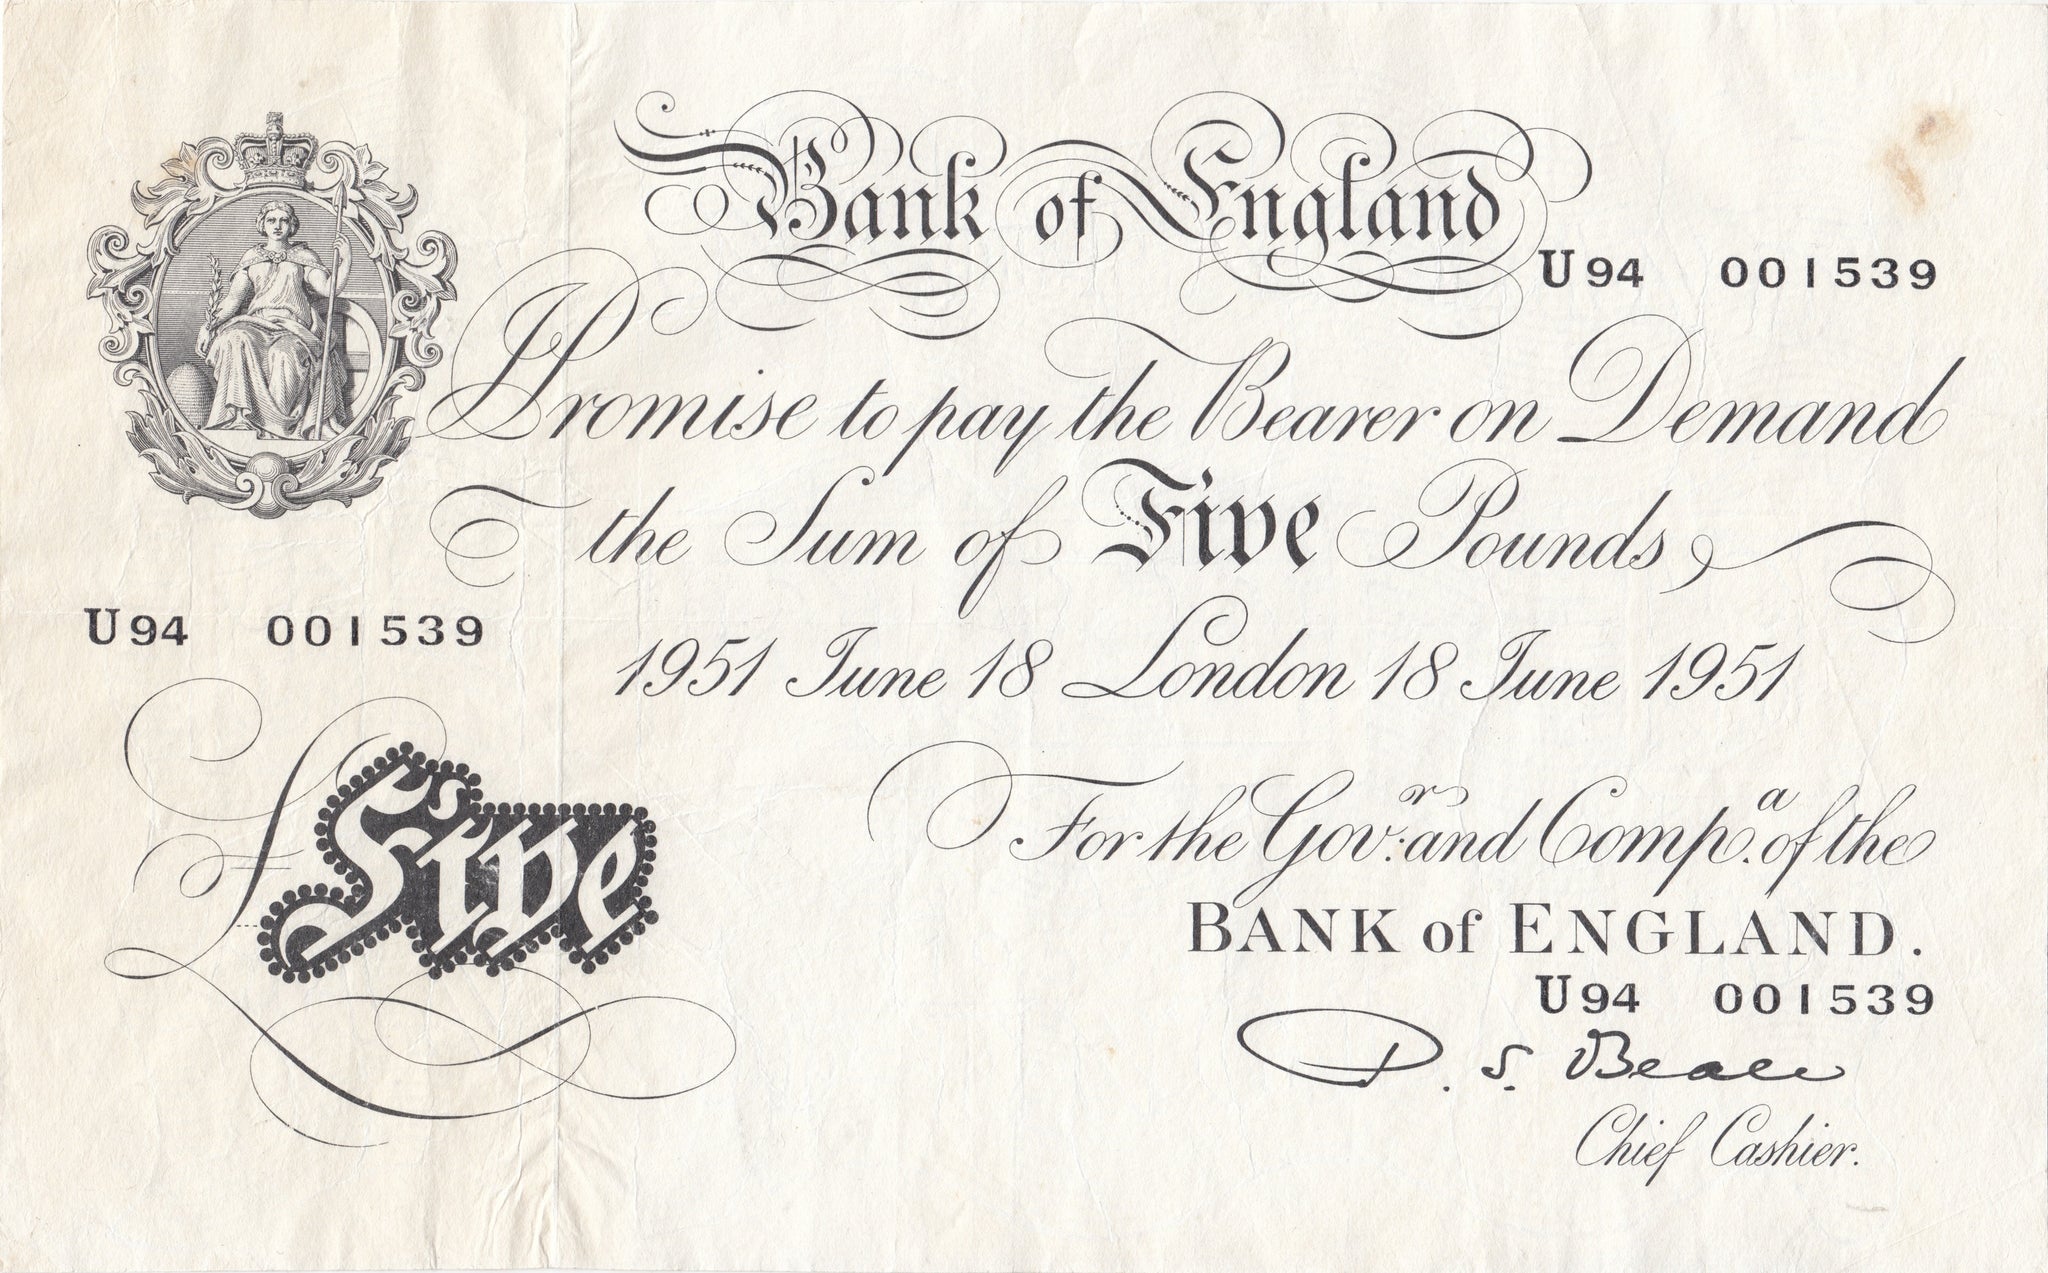 Bank of England
U94 001539
I Promise to pay the Bearer on Demand
the Sum of Five Pounds,
U94 001539
1951 June 18 London 18 June 1951
£ Five
For the Gov.r and Comp.a of the
BANK of ENGLAND.
U94 001539
P. S. Beale
Chief Cashier.